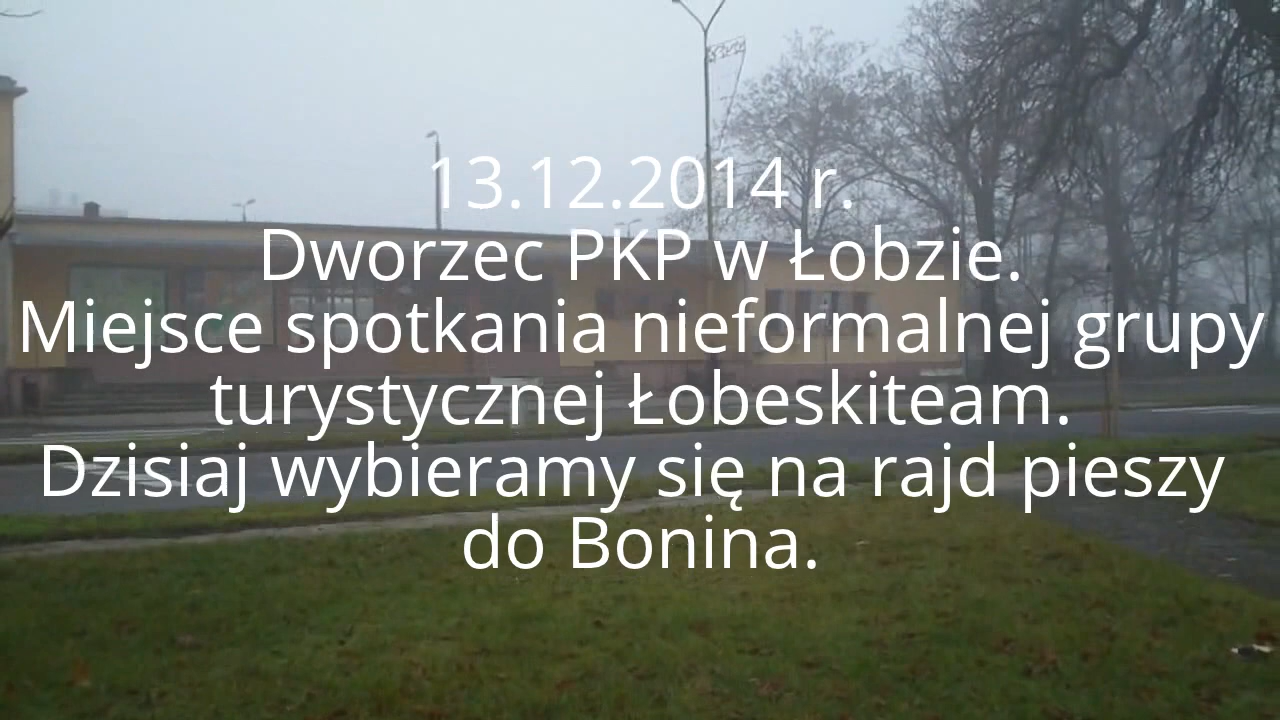 13.12.2014 r.
Dworzec PKP w Łobzie.
Miejsce spotkania nieformalnej grupy
turystycznej Łobeskiteam.
Dzisiaj wybieramy się na rajd pieszy
do Bonina.